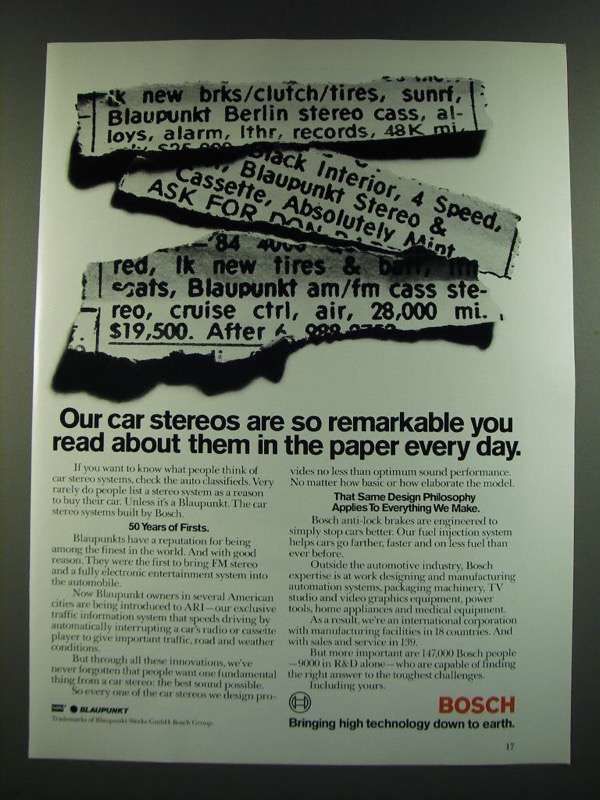 lk new brks/clutch/tires, sunrf,
Blaupunkt Berlin stereo cass, al-
loys, alarm, lthr, records, 48K mi,
Black Interior, 4 Speed,
Blaupunkt Stereo &
Cassette, Absolutely Mint
ASK FOR DON
'84 4000
red, lk new tires &
seats, Blaupunkt am/fm cass ste-
reo, cruise ctrl, air, 28,000 mi.
$19,500. After 6
Our car stereos are so remarkable you
read about them in the paper every day.
If you want to know what people think of
car stereo systems, check the auto classifieds. Very
rarely do people list a stereo system as a reason
to buy their car. Unless it's a Blaupunkt. The car
stereo systems built by Bosch.
50 Years of Firsts.
Blaupunkts have a reputation for being
among the finest in the world. And with good
reason. They were the first to bring FM stereo
and a fully electronic entertainment system into
the automobile.
Now Blaupunkt owners in several American
cities are being introduced to ARI—our exclusive
traffic information system that speeds driving by
automatically interrupting a car's radio or cassette
player to give important traffic, road and weather
conditions.
But through all these innovations, we've
never forgotten that people want one fundamental
thing from a car stereo: the best sound possible.
So every one of the car stereos we design pro-
vides no less than optimum sound performance.
No matter how basic or how elaborate the model.
That Same Design Philosophy
Applies To Everything We Make.
Bosch anti-lock brakes are engineered to
simply stop cars better. Our fuel injection system
helps cars go farther, faster and on less fuel than
ever before.
Outside the automotive industry, Bosch
expertise is at work designing and manufacturing
automation systems, packaging machinery, TV
studio and video graphics equipment, power
tools, home appliances and medical equipment.
As a result, we're an international corporation
with manufacturing facilities in 18 countries. And
with sales and service in 139.
But more important are 147,000 Bosch people
—9000 in R&D alone—who are capable of finding
the right answer to the toughest challenges.
Including yours.
BLAUPUNKT
Trademarks of Blaupunkt-Werke GmbH Bosch Group.
BOSCH
Bringing high technology down to earth.
17